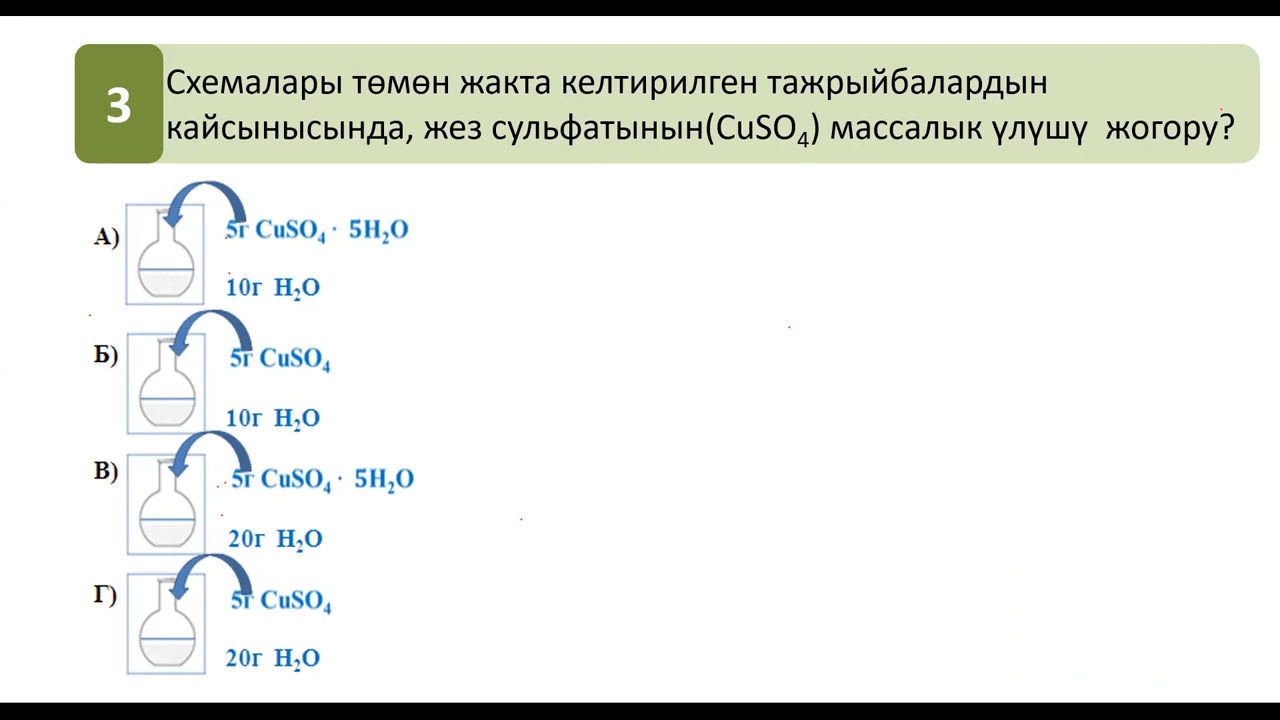 3
Схемалары төмөн жакта келтирилген тажрыйбалардын
кайсынысында, жез сульфатынын(CuSO₄) массалык үлүшү жогору?
А)
5г CuSO₄ · 5H₂O
10г H₂O
Б)
5г CuSO₄
10г H₂O
В)
5г CuSO₄ · 5H₂O
20г H₂O
Г)
5г CuSO₄
20г H₂O